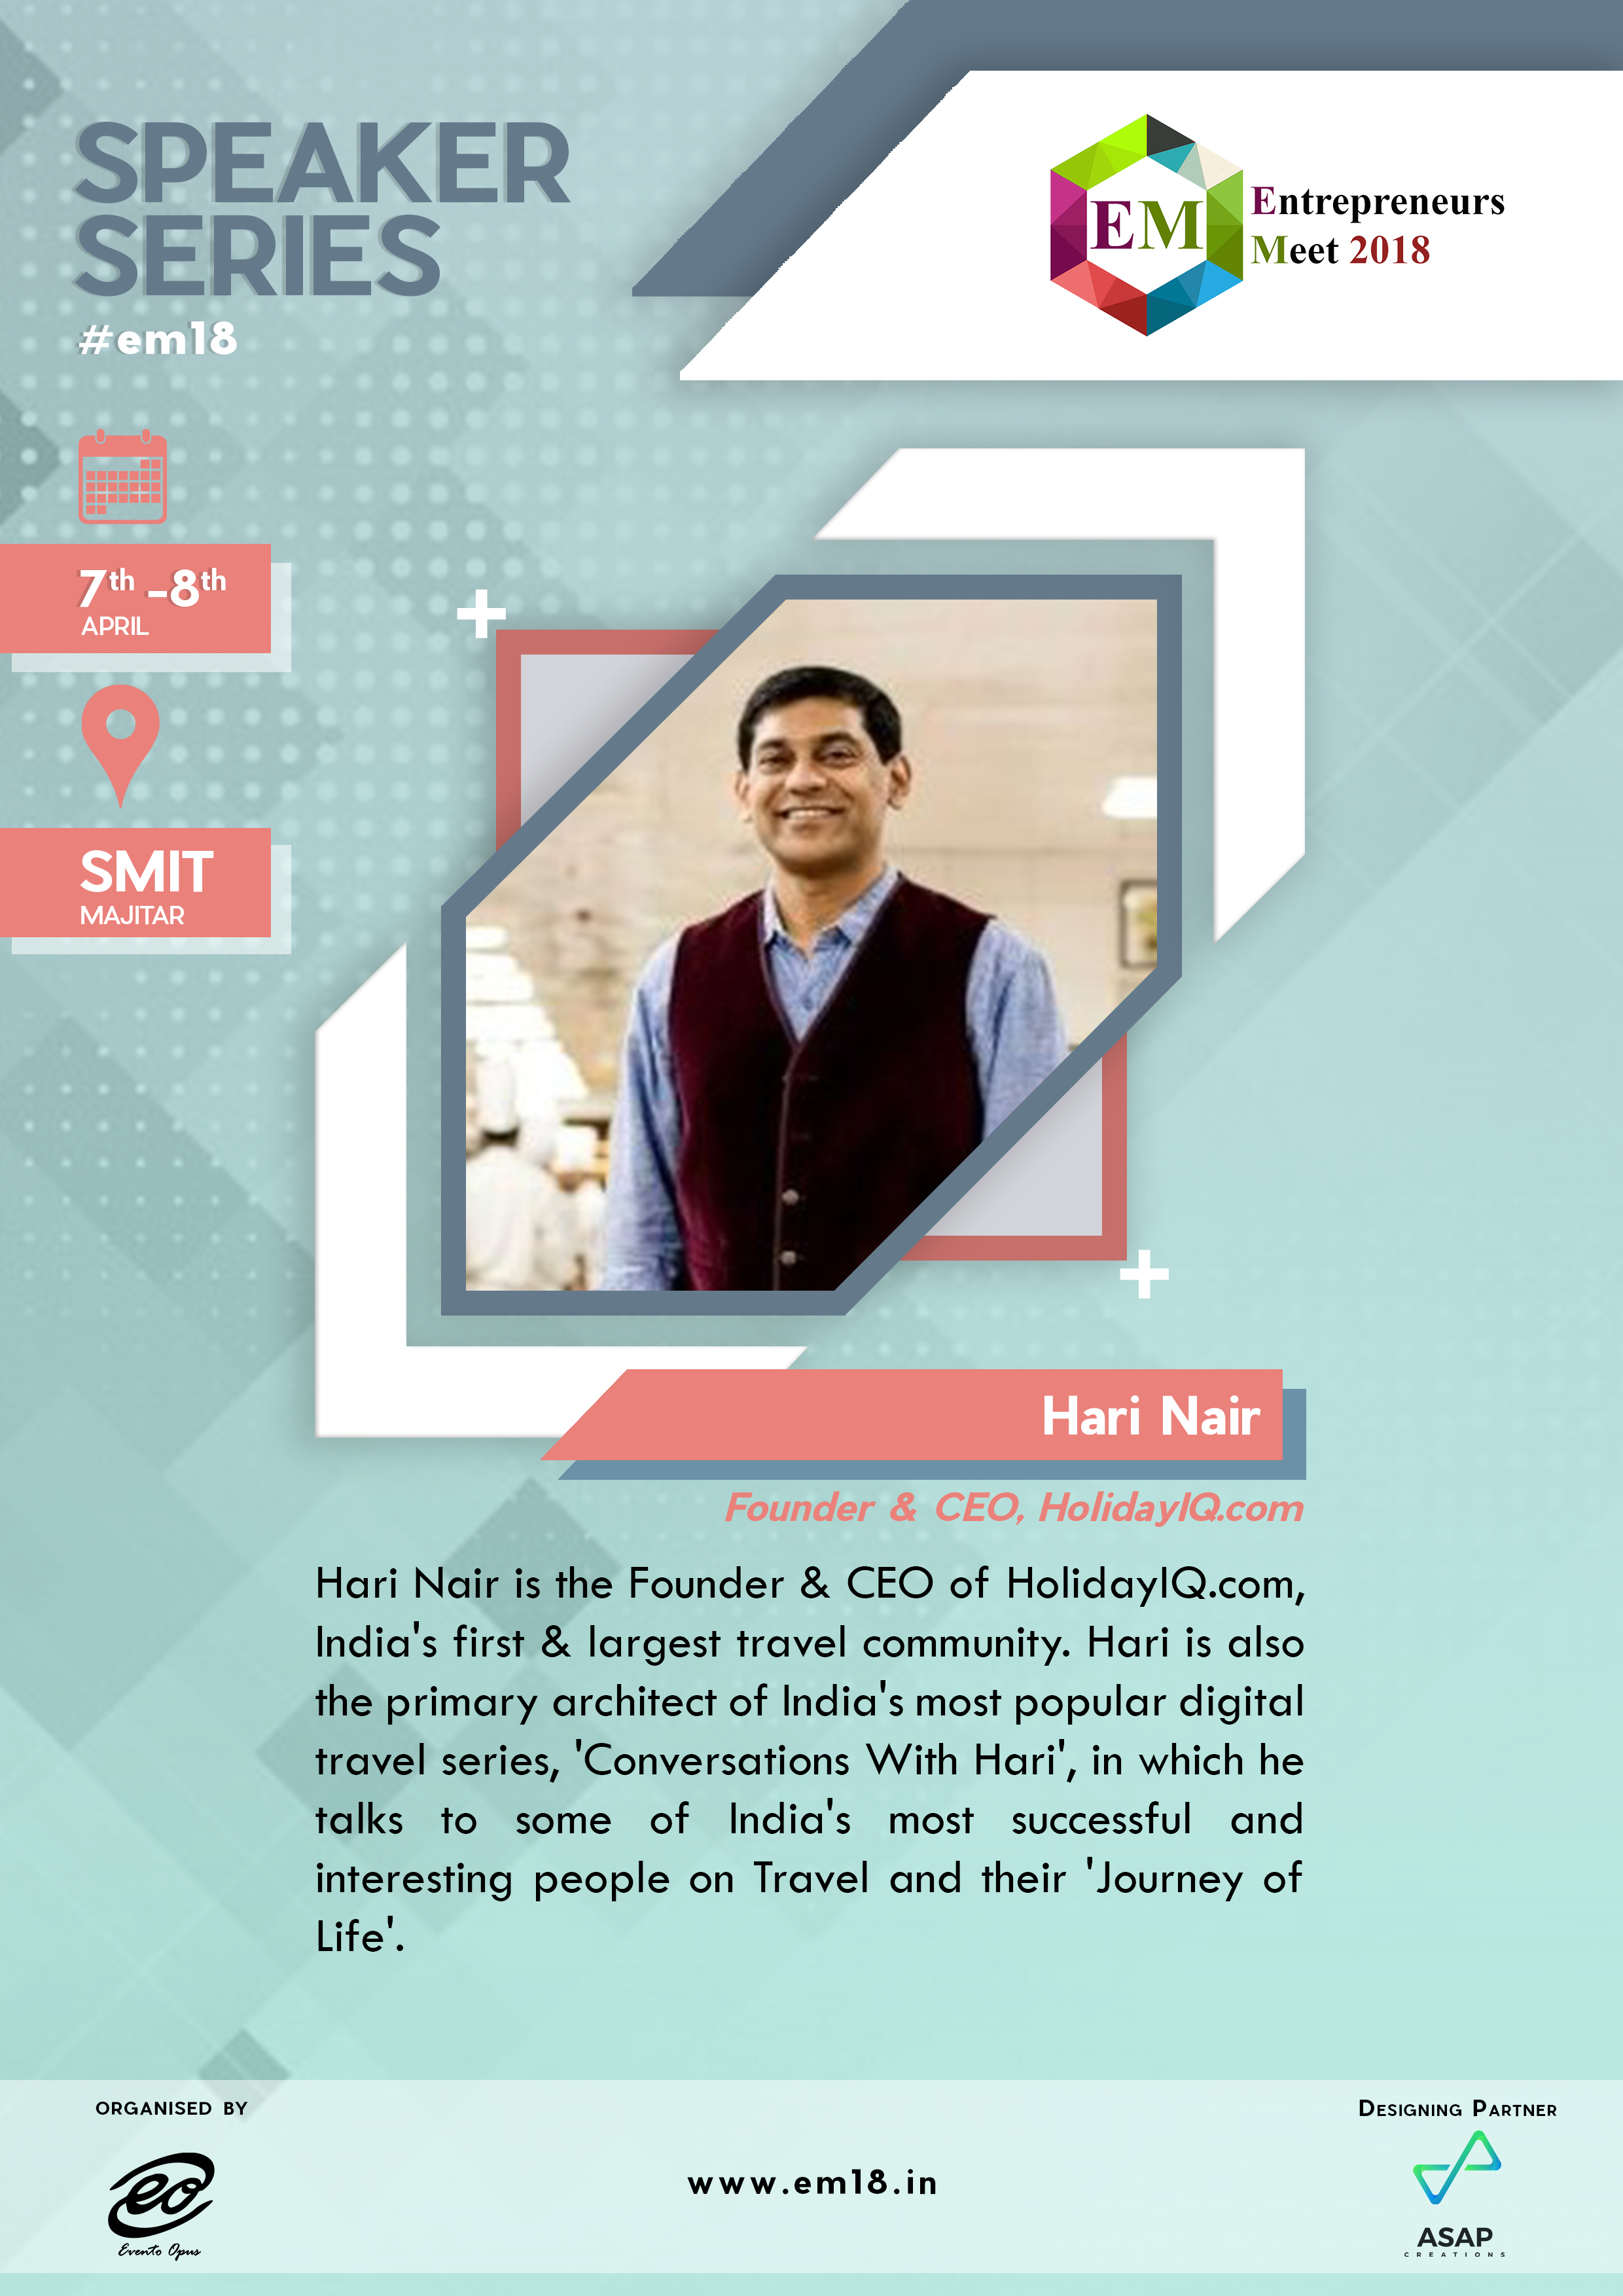 SPEAKER
SERIES
#em18
EM
Entrepreneurs
Meet 2018
7th -8th
APRIL
SMIT
MAJITAR
Hari Nair
Founder & CEO, HolidayIQ.com
Hari Nair is the Founder & CEO of HolidayIQ.com,
India's first & largest travel community. Hari is also
the primary architect of India's most popular digital
travel series, 'Conversations With Hari', in which he
talks to some of India's most successful and
interesting people on Travel and their 'Journey of
Life'.
ORGANISED BY
eo
Evento Opus
www.em18.in
Designing Partner
ASAP
CREATIONS